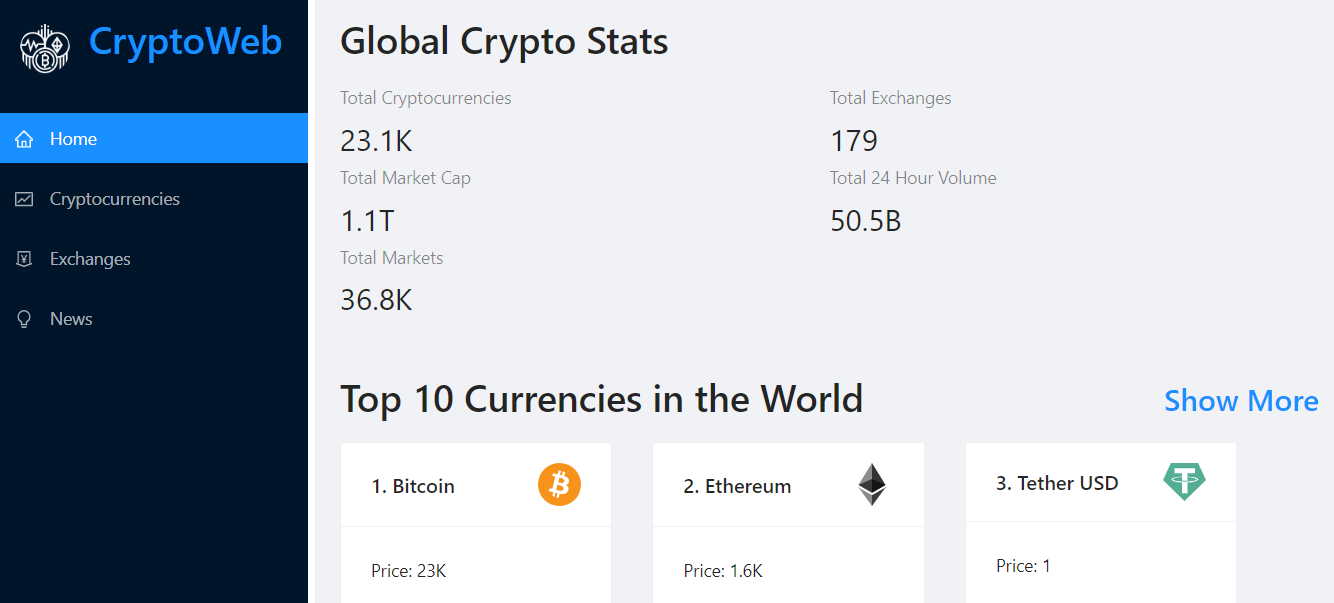 CryptoWeb
Home
Cryptocurrencies
Exchanges
News
Global Crypto Stats
Total Cryptocurrencies
23.1K
Total Exchanges
179
Total Market Cap
1.1T
Total 24 Hour Volume
50.5B
Total Markets
36.8K
Top 10 Currencies in the World
Show More
1. Bitcoin
Price: 23K
2. Ethereum
Price: 1.6K
3. Tether USD
Price: 1